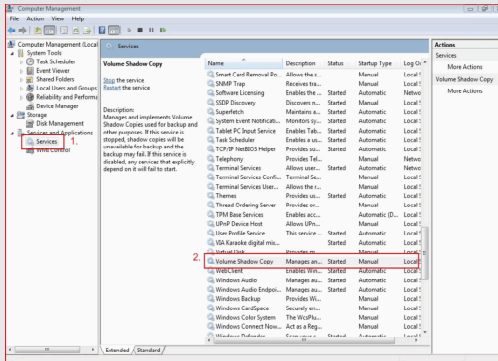 Computer Management
File Action View Help
Computer Management (Local
System Tools
Task Scheduler
Event Viewer
Shared Folders
Local Users and Groups
Reliability and Performa
Device Manager
Storage
Disk Management
Services and Applications
Services
1.
WMI Control
Services
Volume Shadow Copy
Stop the service
Restart the service
Description:
Manages and implements Volume
Shadow Copies used for backup and
other purposes. If this service is
stopped, shadow copies will be
unavailable for backup and the
backup may fail. If this service is
disabled, any services that explicitly
depend on it will fail to start.
Name Description Status Startup Type Log On
Smart Card Removal Po... Allows the s... Manual Local S
SNMP Trap Receives tra... Manual Local S
Software Licensing Enables the ... Started Automatic Netwo
SSDP Discovery Discovers n... Started Manual Local S
Superfetch Maintains a... Started Automatic Local S
System Event Notificati... Monitors sy... Started Automatic Local S
Tablet PC Input Service Enables Tab... Started Automatic Local S
Task Scheduler Enables a us... Started Automatic Local S
TCP/IP NetBIOS Helper Provides su... Started Automatic Local S
Telephony Provides Tel... Manual Netwo
Terminal Services Allows user... Started Automatic Netwo
Terminal Services Confi... Terminal Se... Manual Local S
Terminal Services User... Allows the r... Manual Local S
Themes Provides us... Started Automatic Local S
Thread Ordering Server Provides or... Manual Local S
TPM Base Services Enables acc... Automatic (D... Local S
UPnP Device Host Allows UPn... Manual Local S
User Profile Service This service ... Started Automatic Local S
VIA Karaoke digital mix... Started Automatic Local S
Virtual Disk Provides m... Manual Local S
2.
Volume Shadow Copy Manages an... Started Manual Local S
WebClient Enables Win... Started Automatic Local S
Windows Audio Manages au... Started Automatic Local S
Windows Audio Endpoi... Manages au... Started Automatic Local S
Windows Backup Provides Wi... Manual Local S
Windows CardSpace Securely en... Manual Local S
Windows Color System The WcsPlu... Manual Local S
Windows Connect Now... Act as a Reg... Manual Local S
Windows Defender Scan your c... Started Automatic Local S
Extended Standard
Actions
Services
More Actions
Volume Shadow Copy
More Actions